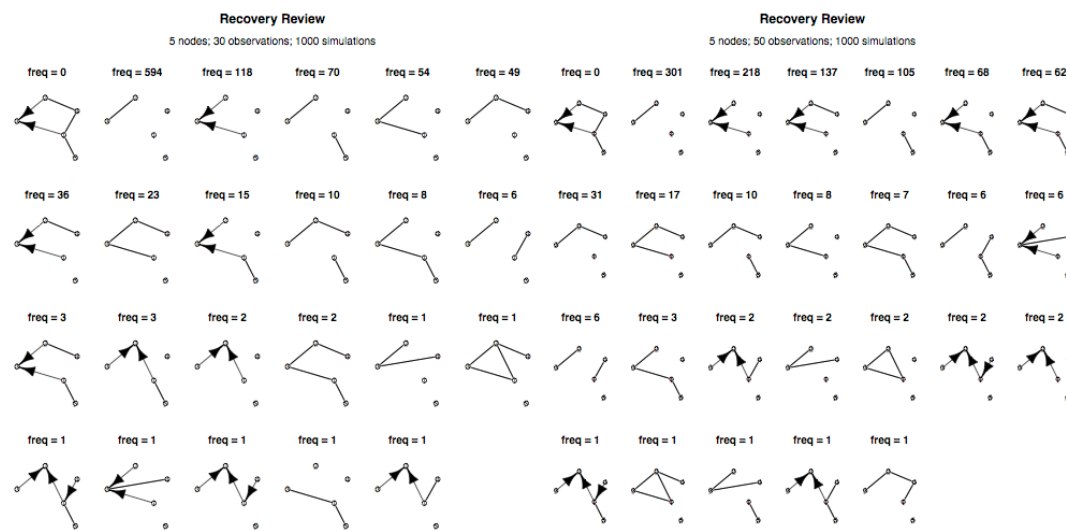 Recovery Review
5 nodes; 30 observations; 1000 simulations
freq = 0 freq = 594 freq = 118 freq = 70 freq = 54 freq = 49
freq = 36 freq = 23 freq = 15 freq = 10 freq = 8 freq = 6
freq = 3 freq = 3 freq = 2 freq = 2 freq = 1 freq = 1
freq = 1 freq = 1 freq = 1 freq = 1 freq = 1
Recovery Review
5 nodes; 50 observations; 1000 simulations
freq = 0 freq = 301 freq = 218 freq = 137 freq = 105 freq = 68 freq = 62
freq = 31 freq = 17 freq = 10 freq = 8 freq = 7 freq = 6 freq = 6
freq = 6 freq = 3 freq = 2 freq = 2 freq = 2 freq = 2 freq = 2
freq = 1 freq = 1 freq = 1 freq = 1 freq = 1